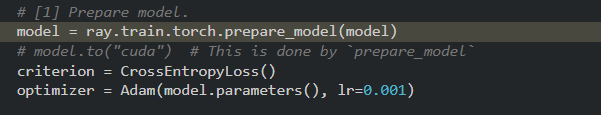 # [1] Prepare model.
model = ray.train.torch.prepare_model(model)
# model.to("cuda")  # This is done by `prepare_model`
criterion = CrossEntropyLoss()
optimizer = Adam(model.parameters(), lr=0.001)